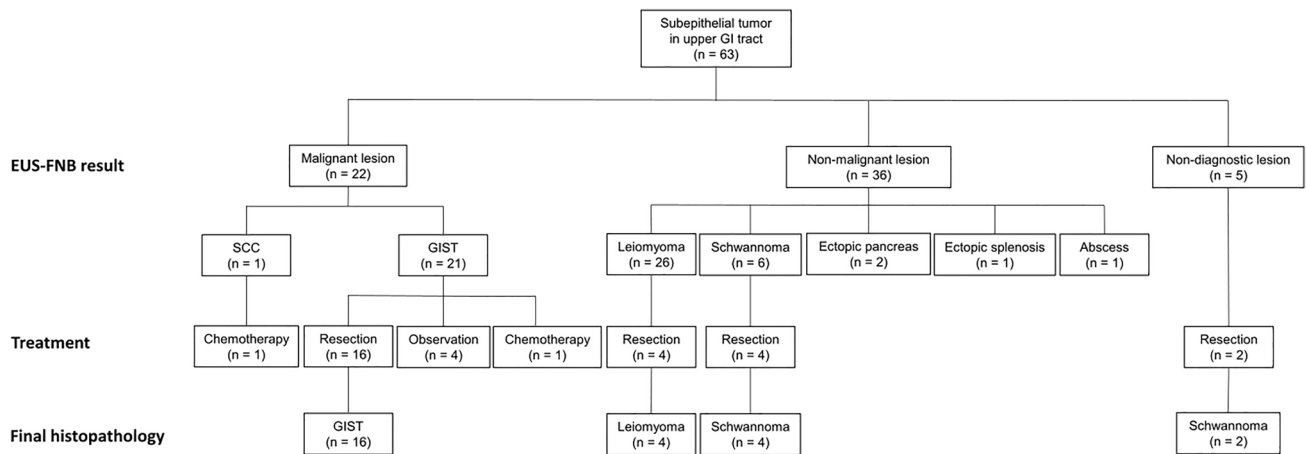 Subepithelial tumor
in upper GI tract
(n = 63)
EUS-FNB result
Malignant lesion
(n = 22)
Non-malignant lesion
(n = 36)
Non-diagnostic lesion
(n = 5)
SCC
(n = 1)
GIST
(n = 21)
Leiomyoma
(n = 26)
Schwannoma
(n = 6)
Ectopic pancreas
(n = 2)
Ectopic splenosis
(n = 1)
Abscess
(n = 1)
Treatment
Chemotherapy
(n = 1)
Resection
(n = 16)
Observation
(n = 4)
Chemotherapy
(n = 1)
Resection
(n = 4)
Resection
(n = 4)
Resection
(n = 2)
Final histopathology
GIST
(n = 16)
Leiomyoma
(n = 4)
Schwannoma
(n = 4)
Schwannoma
(n = 2)